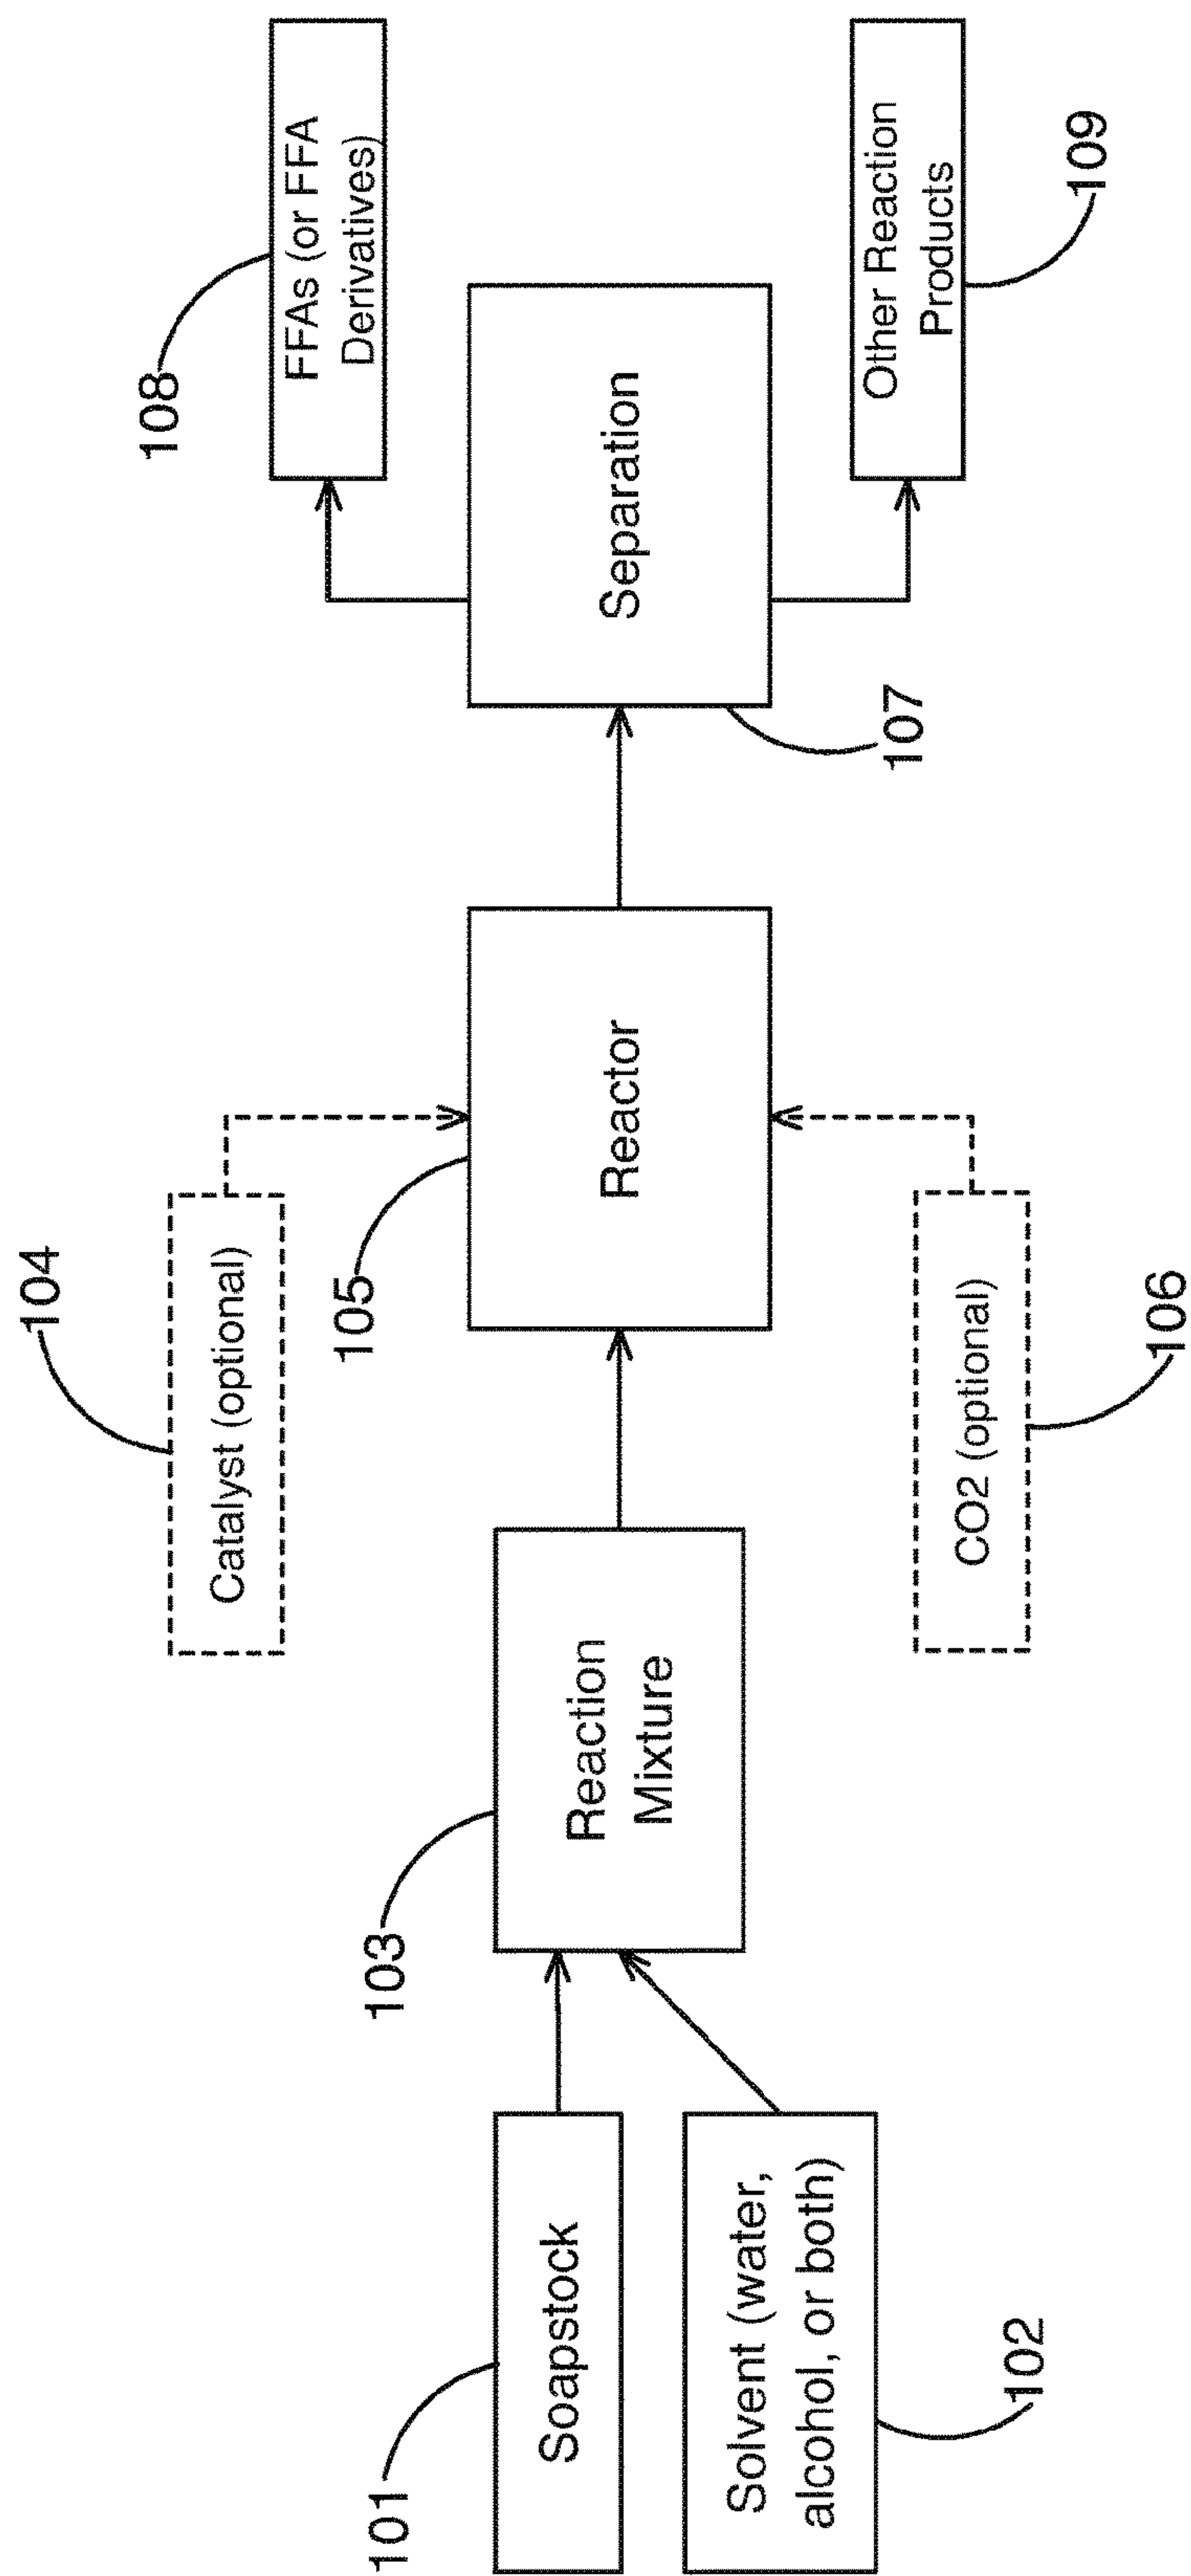 101
Soapstock
Solvent (water,
alcohol, or both)
102
103
Reaction
Mixture
104
Catalyst (optional)
105
Reactor
CO2 (optional)
106
Separation
107
108
FFAs (or FFA
Derivatives)
Other Reaction
Products
109